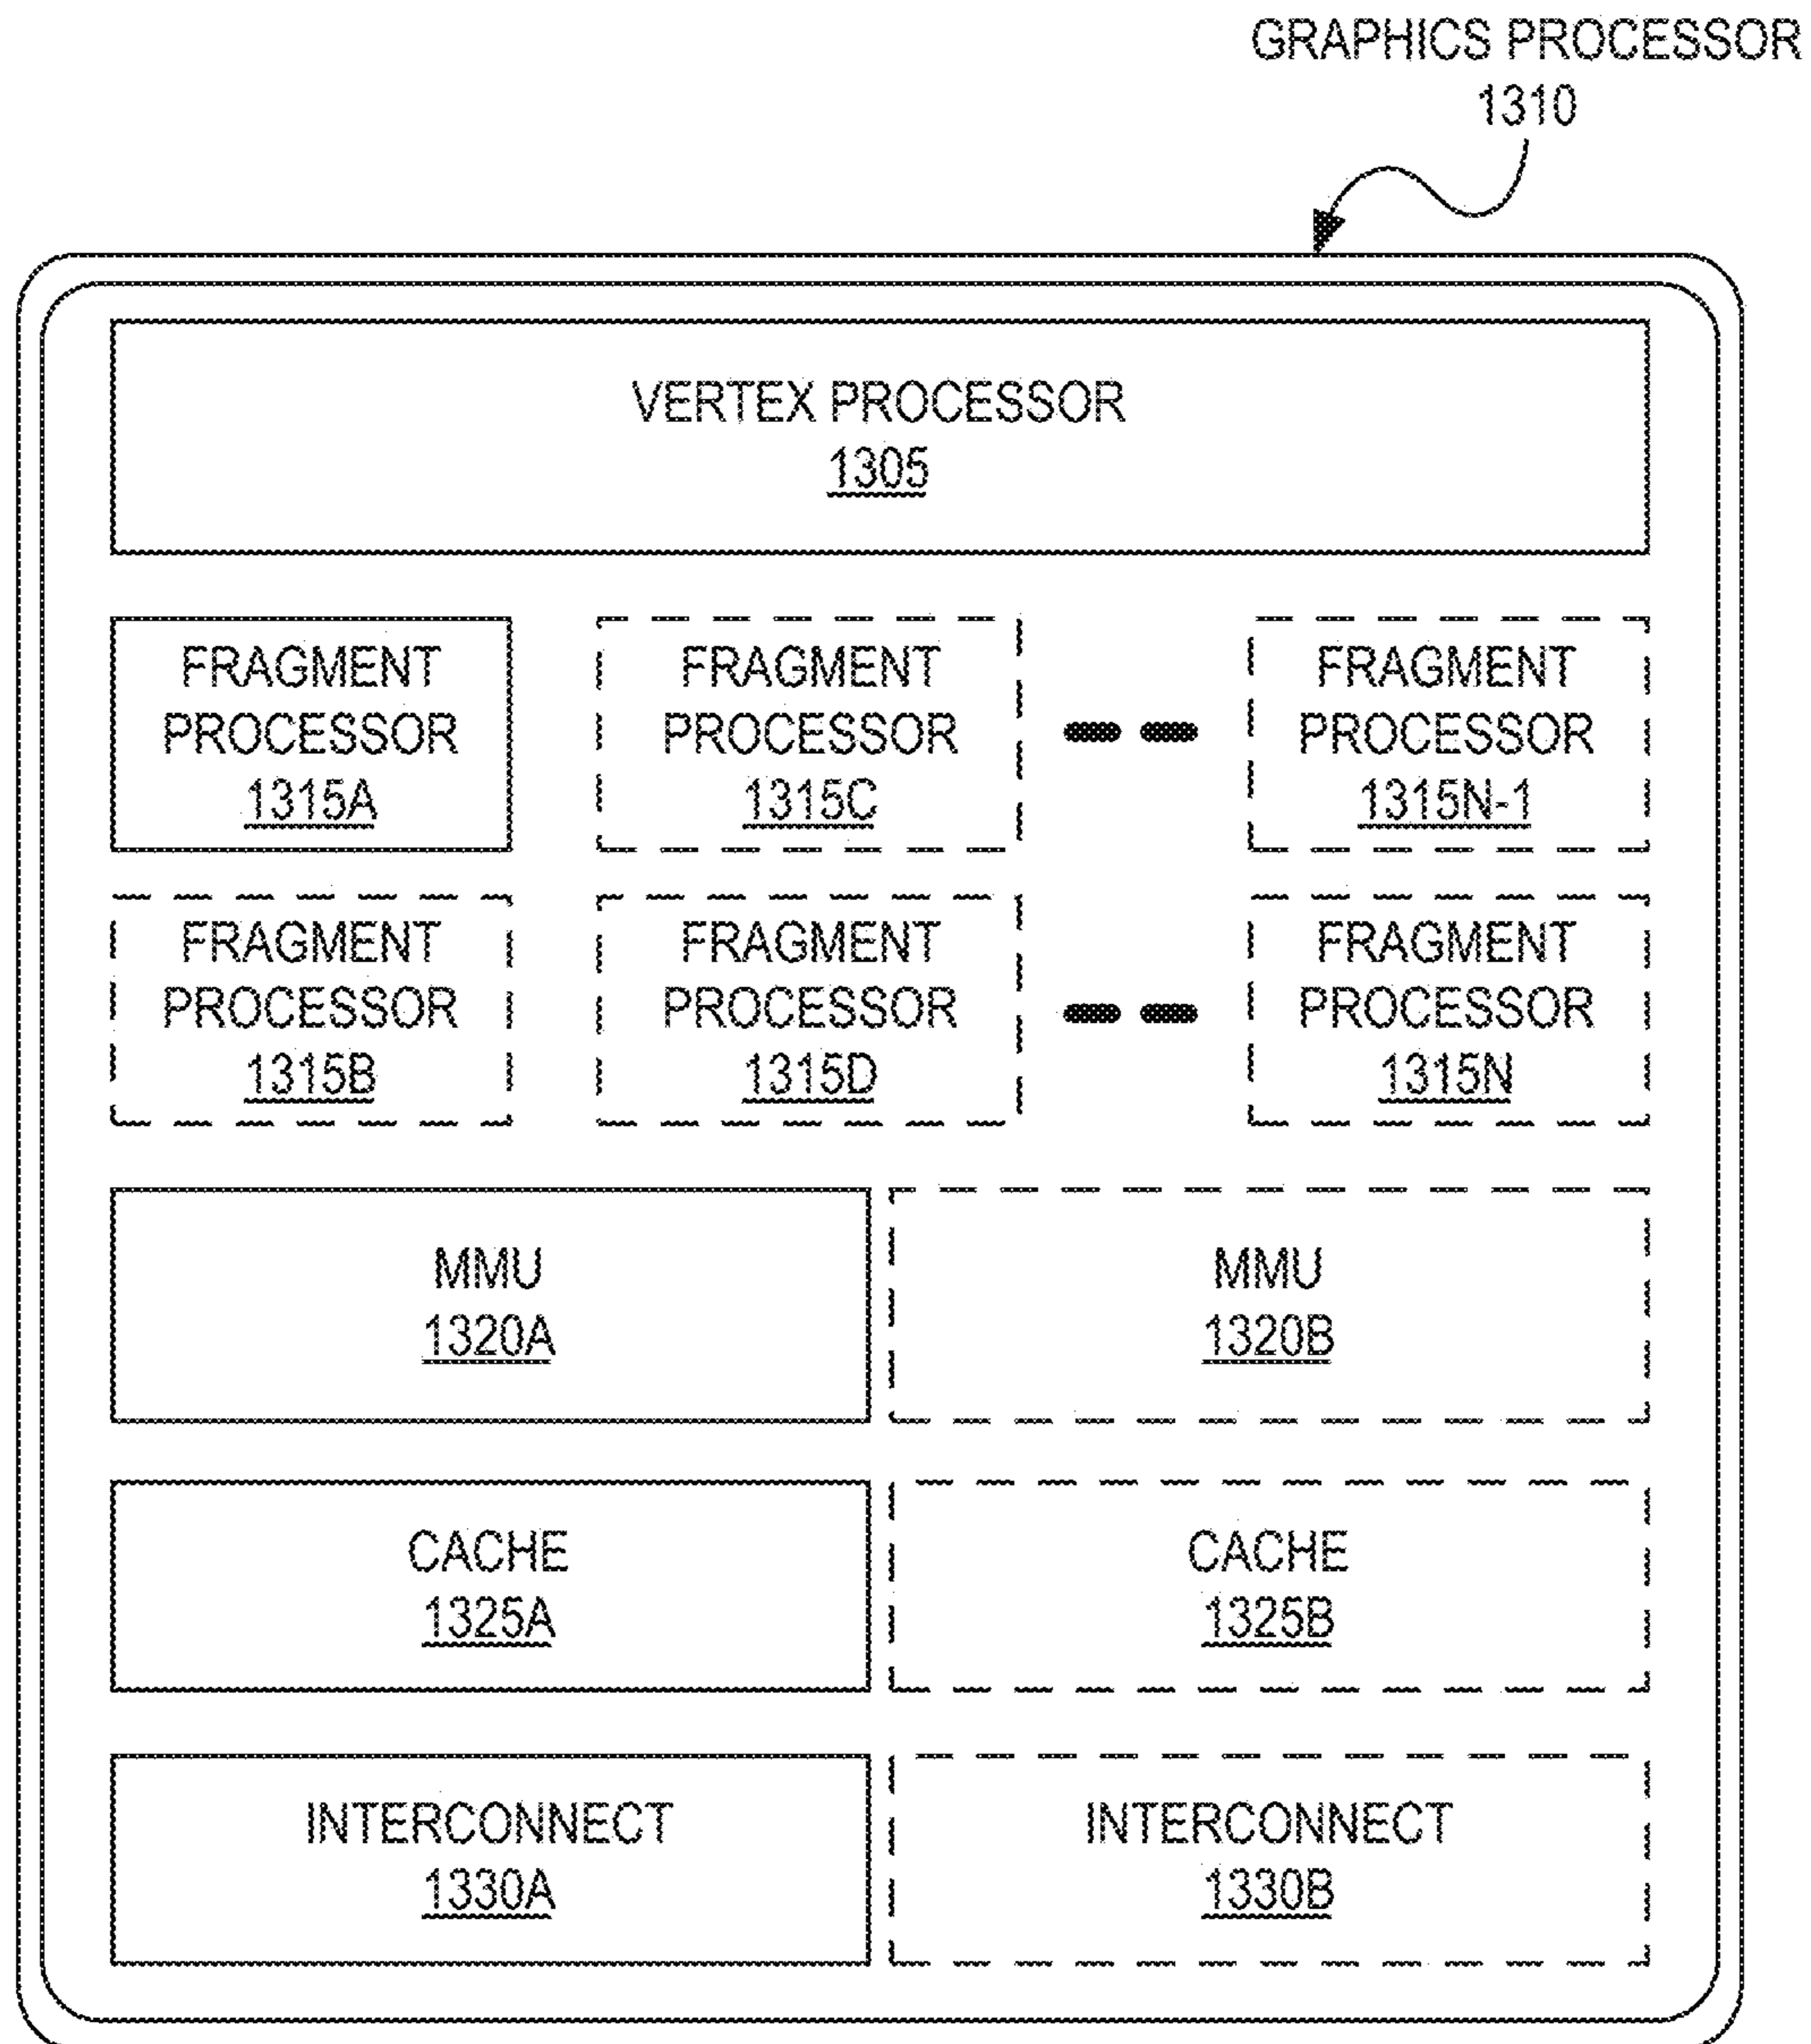 GRAPHICS PROCESSOR
1310
VERTEX PROCESSOR
1305
FRAGMENT
PROCESSOR
1315A
FRAGMENT
PROCESSOR
1315C
FRAGMENT
PROCESSOR
1315N-1
FRAGMENT
PROCESSOR
1315B
FRAGMENT
PROCESSOR
1315D
FRAGMENT
PROCESSOR
1315N
MMU
1320A
MMU
1320B
CACHE
1325A
CACHE
1325B
INTERCONNECT
1330A
INTERCONNECT
1330B